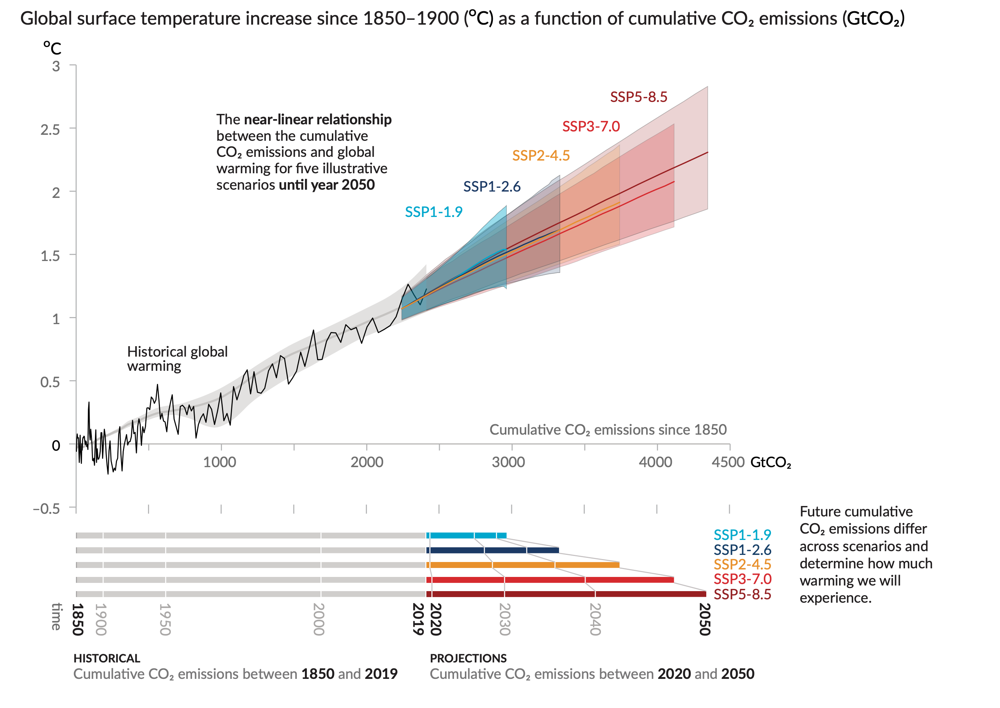 Global surface temperature increase since 1850–1900 (°C) as a function of cumulative CO₂ emissions (GtCO₂)
°C
3
2.5
2
1.5
1
0.5
0
–0.5
The near-linear relationship
between the cumulative
CO₂ emissions and global
warming for five illustrative
scenarios until year 2050
SSP5-8.5
SSP3-7.0
SSP2-4.5
SSP1-2.6
SSP1-1.9
Historical global
warming
Cumulative CO₂ emissions since 1850
1000 2000 3000 4000 4500 GtCO₂
SSP1-1.9
SSP1-2.6
SSP2-4.5
SSP3-7.0
SSP5-8.5
Future cumulative
CO₂ emissions differ
across scenarios and
determine how much
warming we will
experience.
time 1850 1900 1950 2000 2019 2020 2030 2040 2050
HISTORICAL
Cumulative CO₂ emissions between 1850 and 2019
PROJECTIONS
Cumulative CO₂ emissions between 2020 and 2050